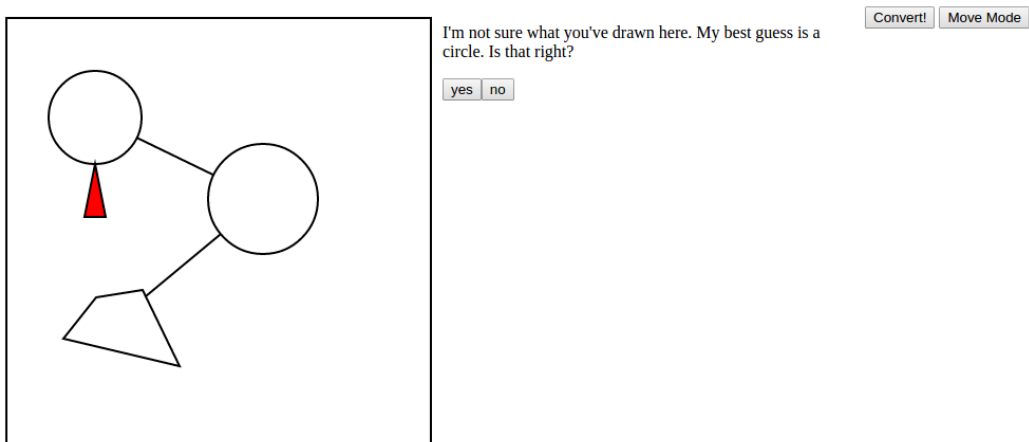 Convert! Move Mode
I'm not sure what you've drawn here. My best guess is a
circle. Is that right?
yes no